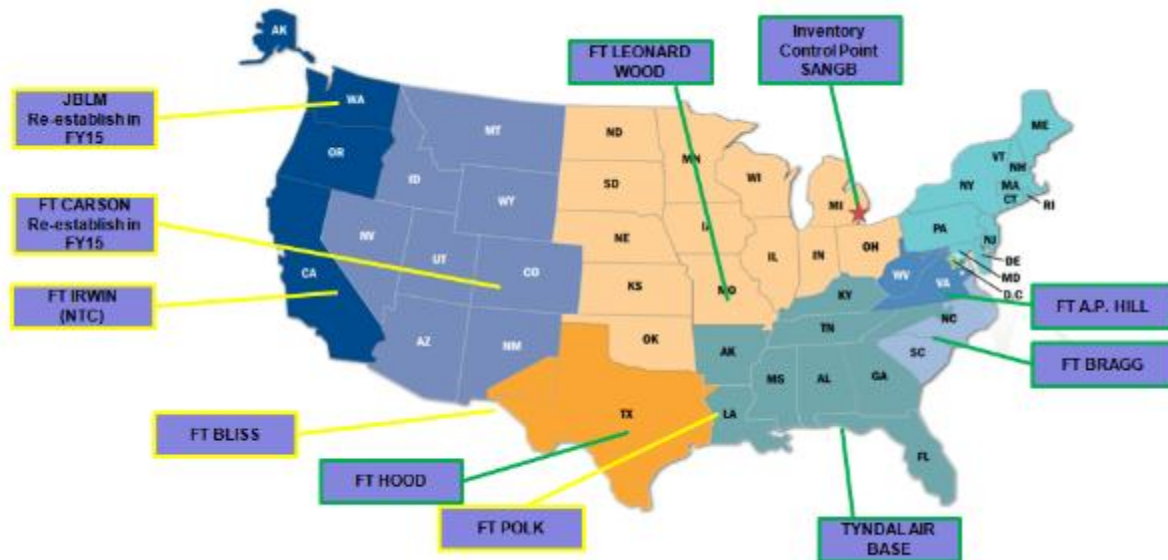 AK
FT LEONARD
WOOD
Inventory
Control Point
SANGB
JBLM
Re-establish in
FY15
WA
MT
ND
MN
ME
OR
ID
SD
WI
VT
NH
NY
MA
CT
RI
WY
MI
FT CARSON
Re-establish in
FY15
NV
UT
CO
NE
IA
IL
IN
OH
PA
NJ
DE
MD
D.C
CA
KS
MO
KY
WV
VA
FT IRWIN
(NTC)
FT A.P. HILL
AZ
NM
OK
AK
TN
NC
SC
FT BRAGG
MS
AL
GA
TX
LA
FL
FT BLISS
FT HOOD
FT POLK
TYNDAL AIR
BASE